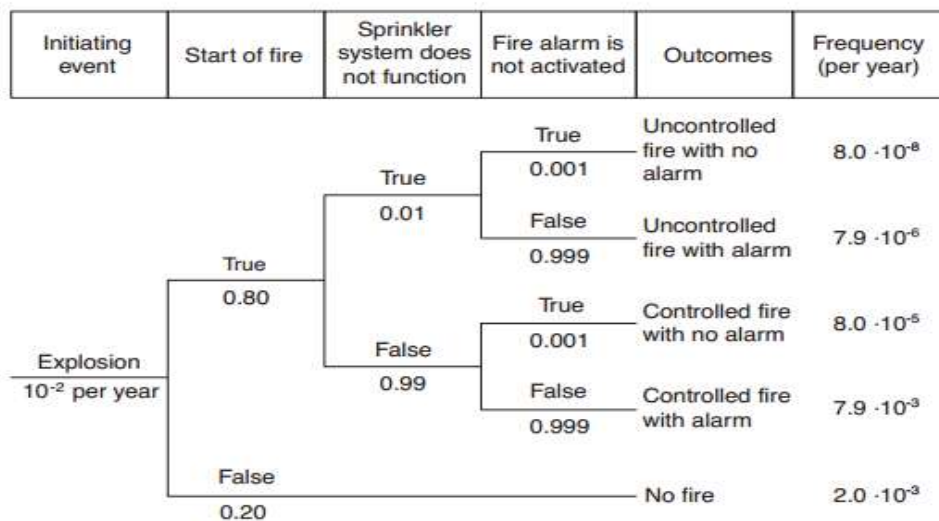 Initiating
event
Start of fire
Sprinkler
system does
not function
Fire alarm is
not activated
Outcomes
Frequency
(per year)
True
0.001
Uncontrolled
fire with no
alarm
8.0 ·10⁻⁸
True
0.01
False
0.999
Uncontrolled
fire with alarm
7.9 ·10⁻⁶
True
0.80
True
0.001
Controlled fire
with no alarm
8.0 ·10⁻⁵
Explosion
10⁻² per year
False
0.99
False
0.999
Controlled fire
with alarm
7.9 ·10⁻³
False
0.20
No fire
2.0 ·10⁻³